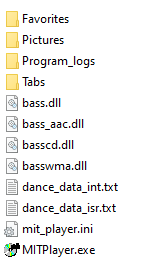 Favorites
Pictures
Program_logs
Tabs
bass.dll
bass_aac.dll
basscd.dll
basswma.dll
dance_data_int.txt
dance_data_isr.txt
mit_player.ini
MITPlayer.exe